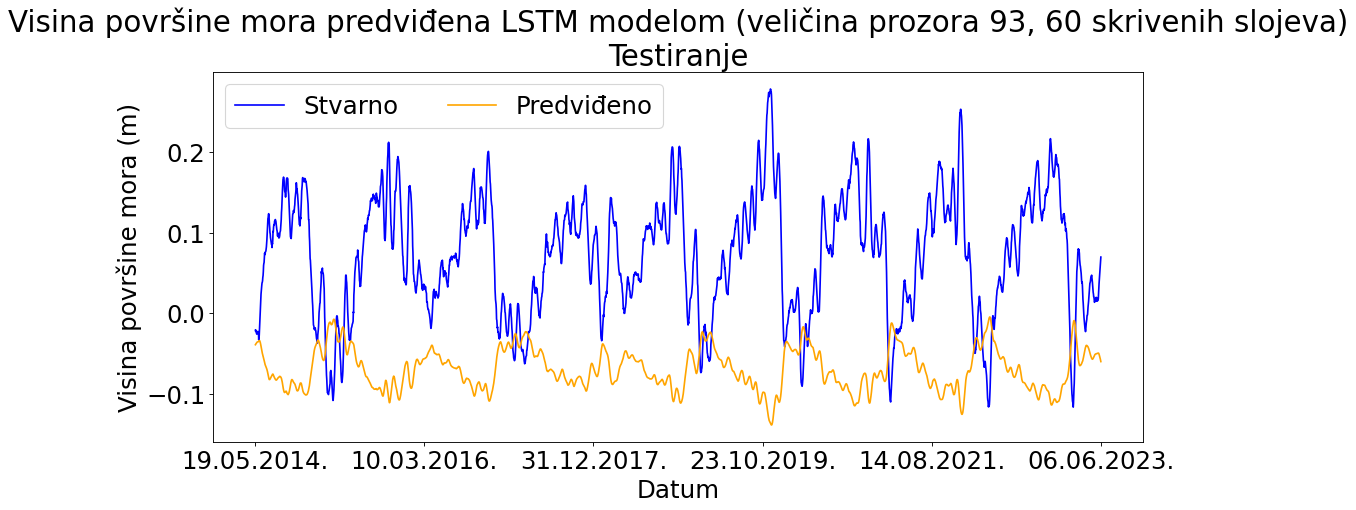 Visina površine mora predviđena LSTM modelom (veličina prozora 93, 60 skrivenih slojeva)
Testiranje
Stvarno
Predviđeno
Visina površine mora (m)
0.2
0.1
0.0
−0.1
19.05.2014.
10.03.2016.
31.12.2017.
23.10.2019.
14.08.2021.
06.06.2023.
Datum